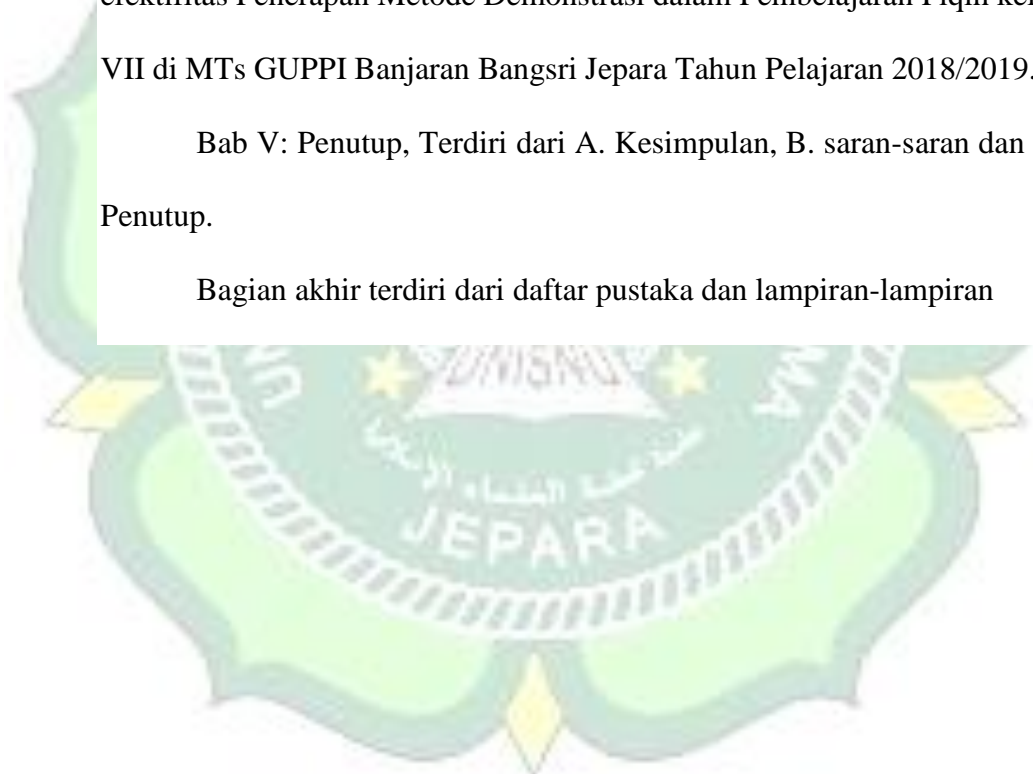 efektifitas Penerapan Metode Demonstrasi dalam Pembelajaran Fiqih
VII di MTs GUPPI Banjaran Bangsri Jepara Tahun Pelajaran 2018/2019.
Bab V: Penutup, Terdiri dari A. Kesimpulan, B. saran-saran dan
Penutup.
Bagian akhir terdiri dari daftar pustaka dan lampiran-lampiran
UNISNU
JEPARA